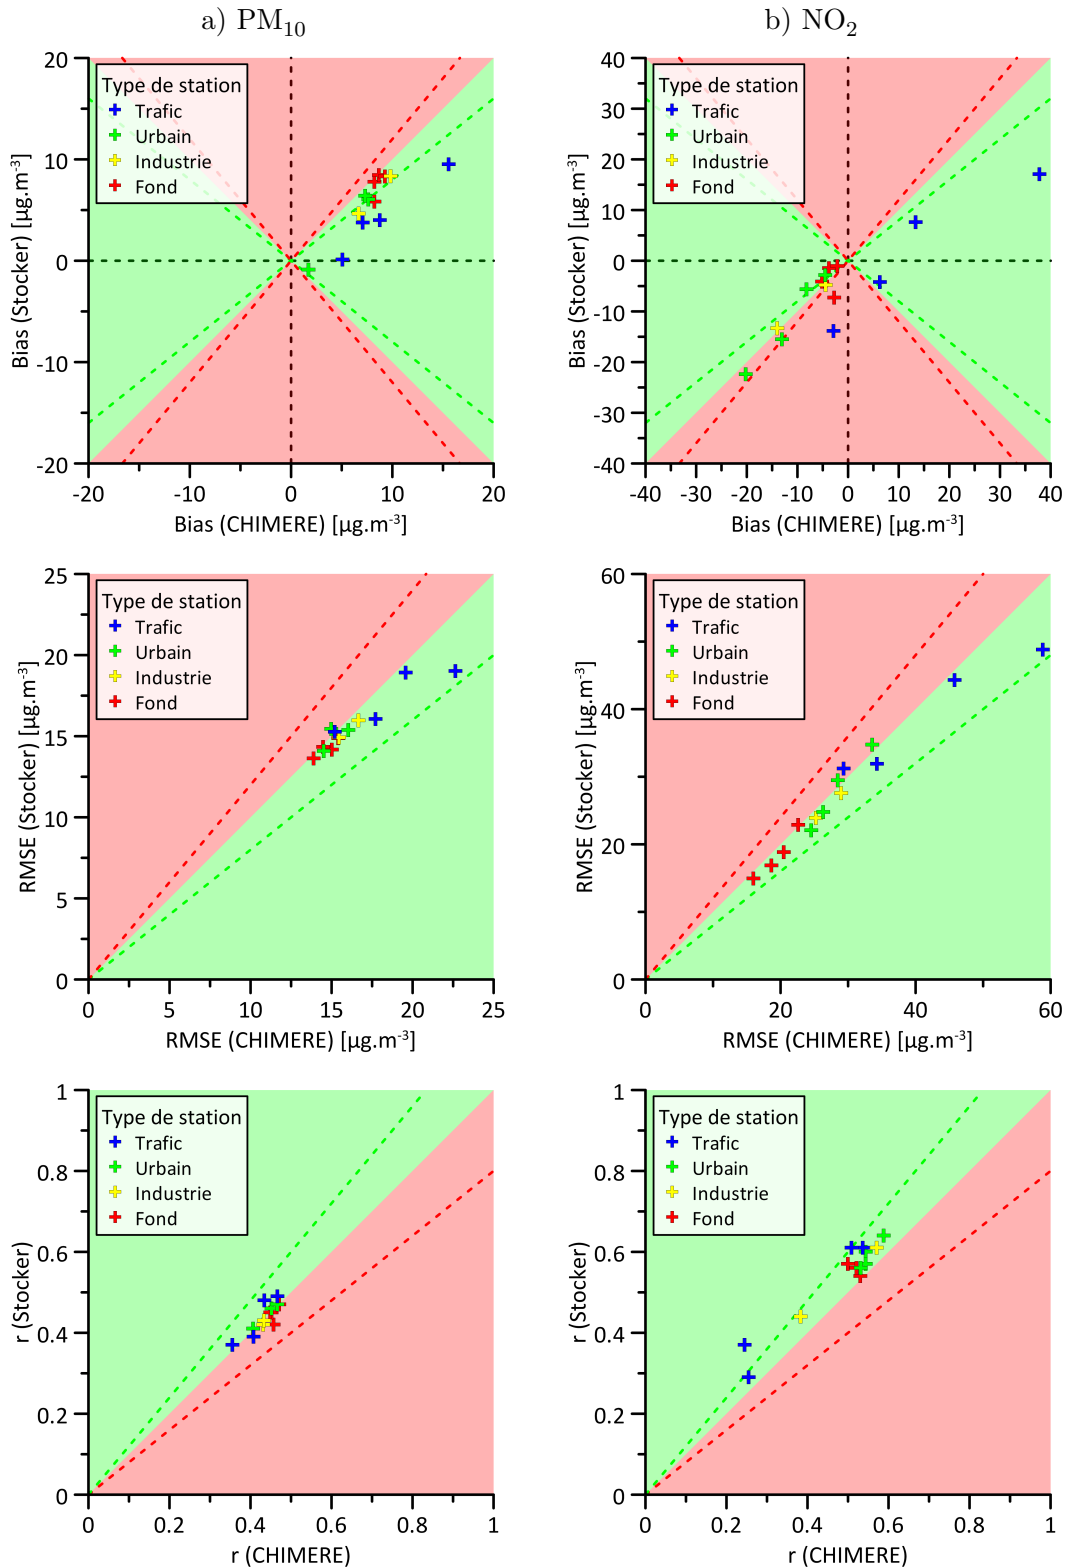 a) PM10
b) NO2
Bias (Stocker) [µg.m-3]
20
10
0
-10
-20
Type de station
Trafic
Urbain
Industrie
Fond
-20 -10 0 10 20
Bias (CHIMERE) [µg.m-3]
Bias (Stocker) [µg.m-3]
40
30
20
10
0
-10
-20
-30
-40
Type de station
Trafic
Urbain
Industrie
Fond
-40 -30 -20 -10 0 10 20 30 40
Bias (CHIMERE) [µg.m-3]
RMSE (Stocker) [µg.m-3]
25
20
15
10
5
0
Type de station
Trafic
Urbain
Industrie
Fond
0 5 10 15 20 25
RMSE (CHIMERE) [µg.m-3]
RMSE (Stocker) [µg.m-3]
60
40
20
0
Type de station
Trafic
Urbain
Industrie
Fond
0 20 40 60
RMSE (CHIMERE) [µg.m-3]
r (Stocker)
1
0.8
0.6
0.4
0.2
0
Type de station
Trafic
Urbain
Industrie
Fond
0 0.2 0.4 0.6 0.8 1
r (CHIMERE)
r (Stocker)
1
0.8
0.6
0.4
0.2
0
Type de station
Trafic
Urbain
Industrie
Fond
0 0.2 0.4 0.6 0.8 1
r (CHIMERE)